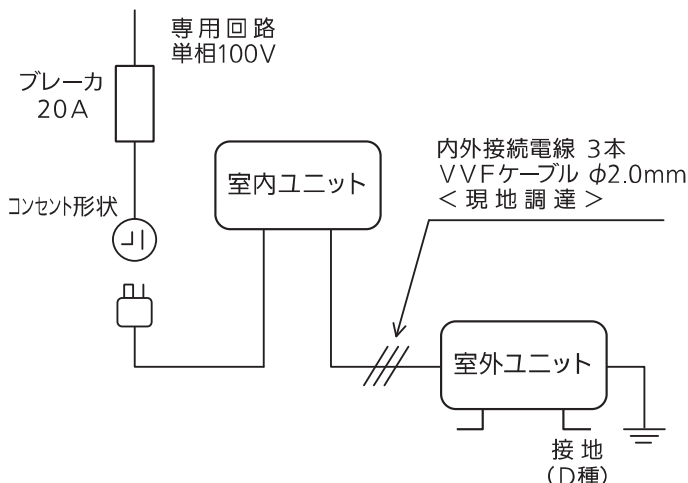 専用回路
単相100V
ブレーカ
20A
コンセント形状
室内ユニット
内外接続電線 3本
VVFケーブル φ2.0mm
<現地調達>
室外ユニット
接地
(D種)